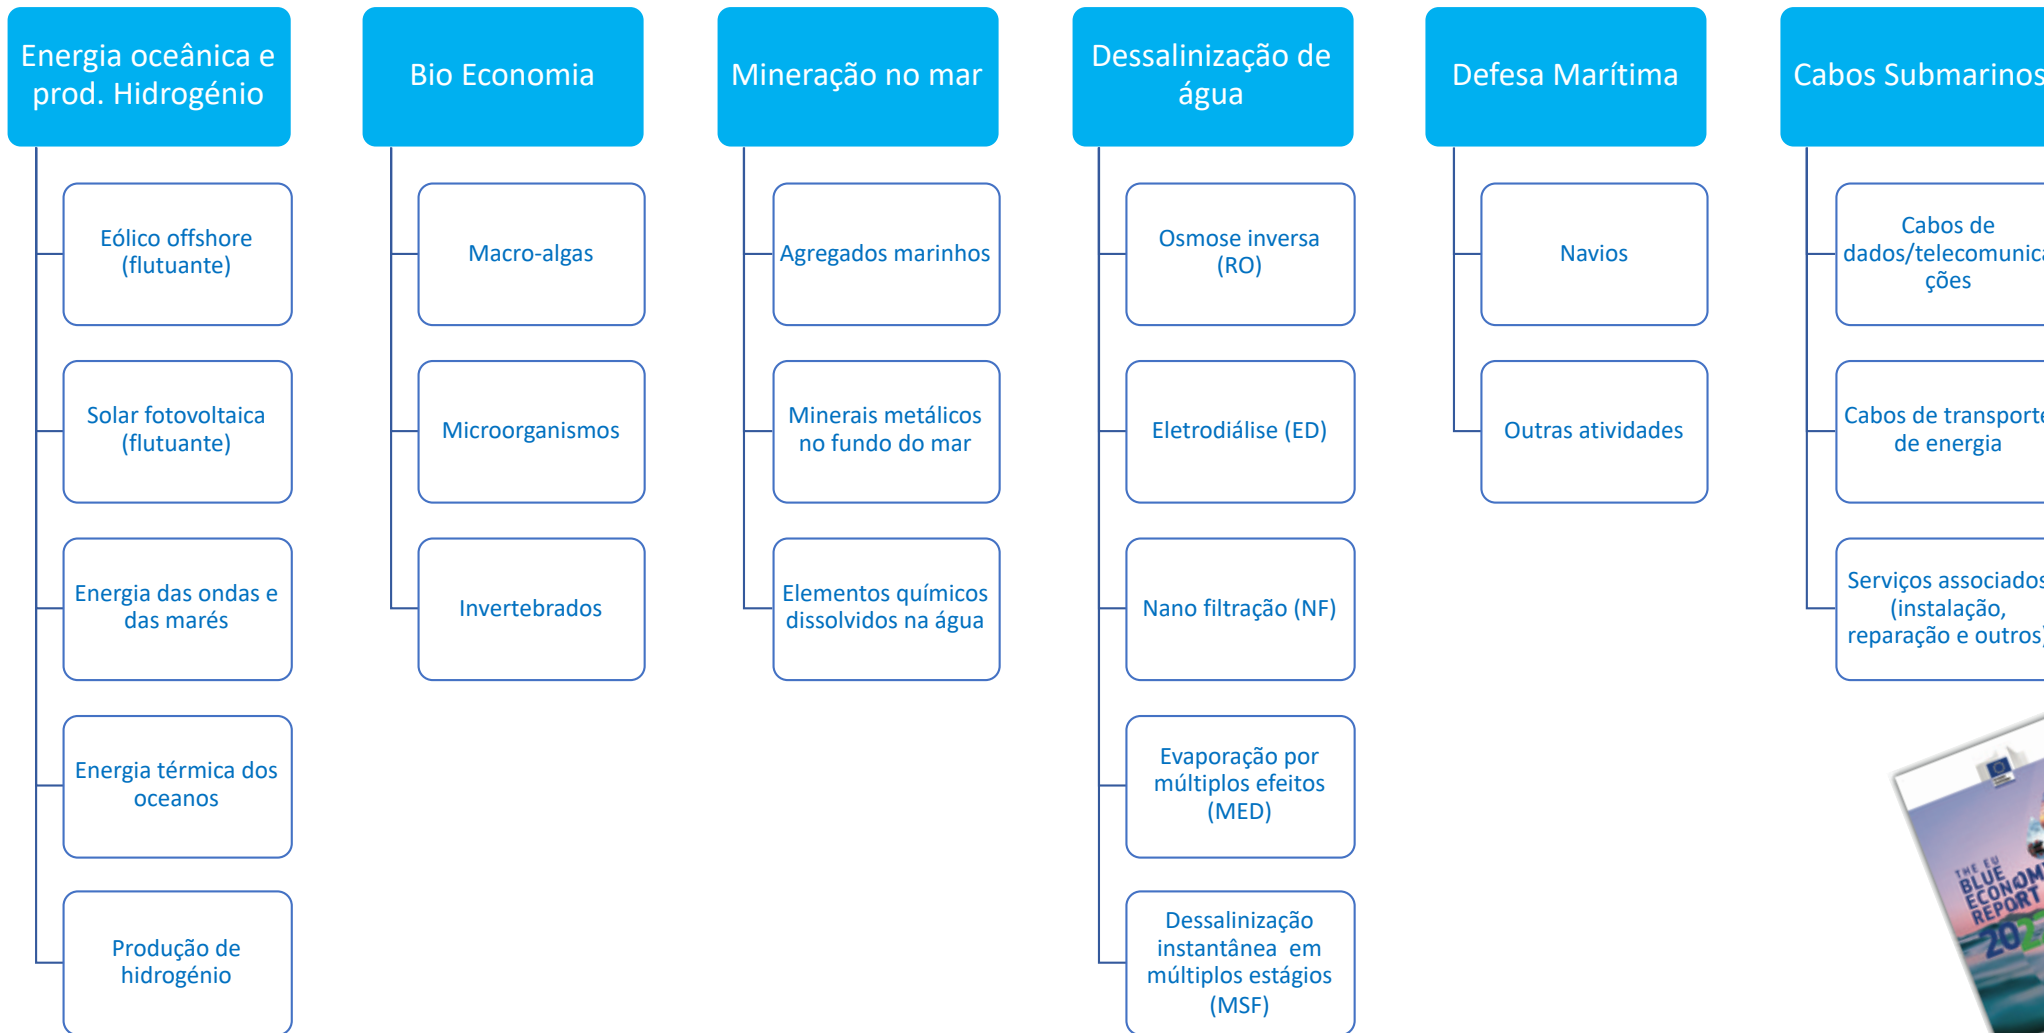 Energia oceânica e
prod. Hidrogénio
Eólico offshore
(flutuante)
Solar fotovoltaica
(flutuante)
Energia das ondas e
das marés
Energia térmica dos
oceanos
Produção de
hidrogénio
Bio Economia
Macro-algas
Microorganismos
Invertebrados
Mineração no mar
Agregados marinhos
Minerais metálicos
no fundo do mar
Elementos químicos
dissolvidos na água
Dessalinização de
água
Osmose inversa
(RO)
Eletrodiálise (ED)
Nano filtração (NF)
Evaporação por
múltiplos efeitos
(MED)
Dessalinização
instantânea em
múltiplos estágios
(MSF)
Defesa Marítima
Navios
Outras atividades
Cabos Submarinos
Cabos de
dados/telecomunica
ções
Cabos de transporte
de energia
Serviços associados
(instalação,
reparação e outros)
THE EU
BLUE
ECONOM
REPORT